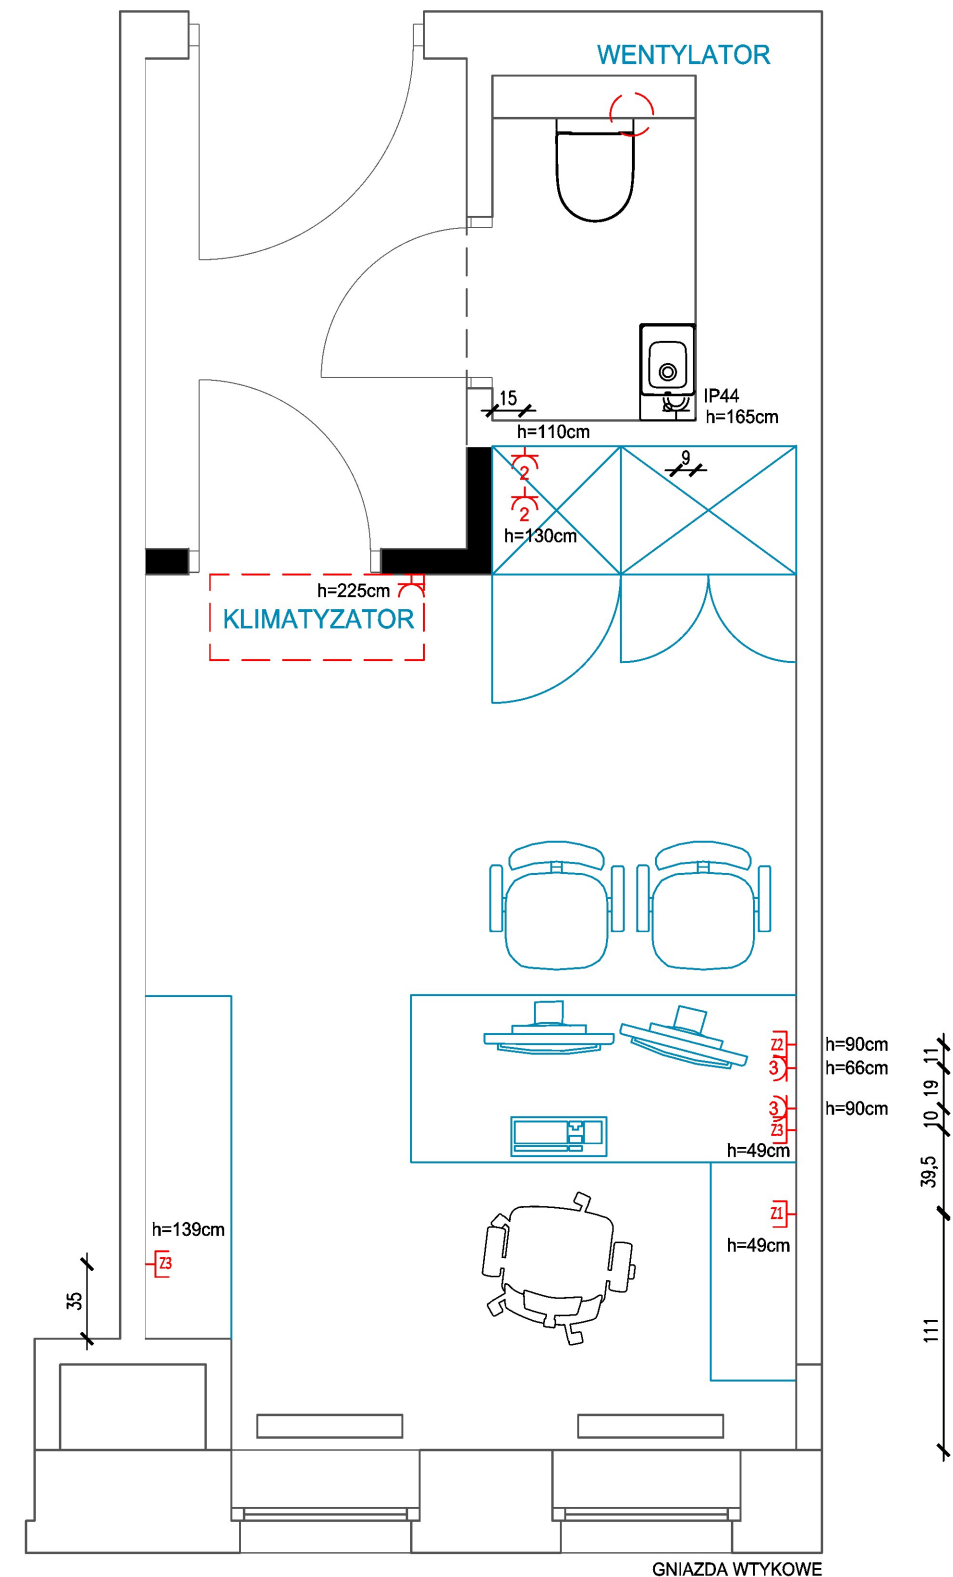 WENTYLATOR
15
IP44
h=165cm
h=110cm
2
9
2
h=130cm
h=225cm
KLIMATYZATOR
Z2
h=90cm
11
3
h=66cm
19
3
h=90cm
10
Z3
h=49cm
39,5
Z1
h=139cm
h=49cm
Z3
35
111
GNIAZDA WTYKOWE